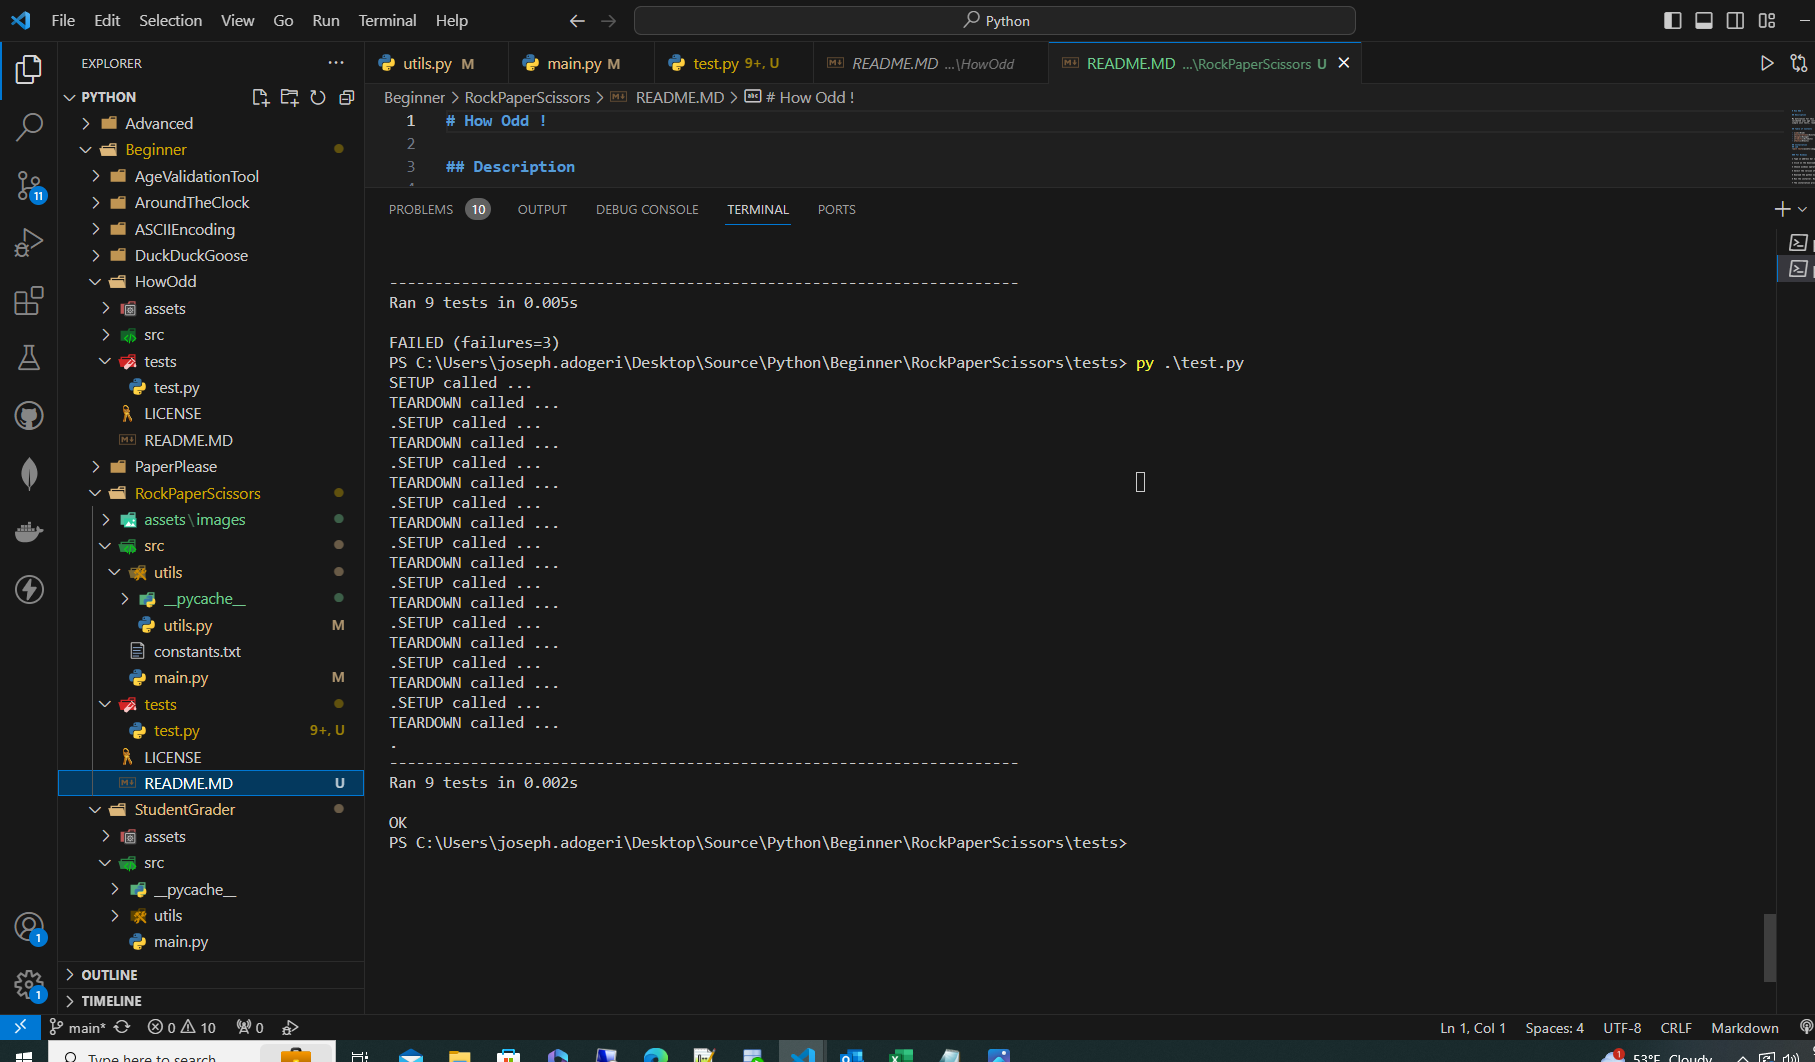 File Edit Selection View Go Run Terminal Help
Python
EXPLORER
PYTHON
Advanced
Beginner
AgeValidationTool
AroundTheClock
ASCIIEncoding
DuckDuckGoose
HowOdd
assets
src
tests
test.py
LICENSE
README.MD
PaperPlease
RockPaperScissors
assets\images
src
utils
__pycache__
utils.py M
constants.txt
main.py M
tests
test.py 9+, U
LICENSE
README.MD U
StudentGrader
assets
src
__pycache__
utils
main.py
OUTLINE
TIMELINE
11
1
1
utils.py M main.py M test.py 9+, U README.MD ...\HowOdd README.MD ...\RockPaperScissors U
Beginner > RockPaperScissors > README.MD > # How Odd !
1 # How Odd !
2
3 ## Description
PROBLEMS 10 OUTPUT DEBUG CONSOLE TERMINAL PORTS
----------------------------------------------------------------------
Ran 9 tests in 0.005s
FAILED (failures=3)
PS C:\Users\joseph.adogeri\Desktop\Source\Python\Beginner\RockPaperScissors\tests> py .\test.py
SETUP called ...
TEARDOWN called ...
.SETUP called ...
TEARDOWN called ...
.SETUP called ...
TEARDOWN called ...
.SETUP called ...
TEARDOWN called ...
.SETUP called ...
TEARDOWN called ...
.SETUP called ...
TEARDOWN called ...
.SETUP called ...
TEARDOWN called ...
.SETUP called ...
TEARDOWN called ...
.SETUP called ...
TEARDOWN called ...
.
----------------------------------------------------------------------
Ran 9 tests in 0.002s
OK
PS C:\Users\joseph.adogeri\Desktop\Source\Python\Beginner\RockPaperScissors\tests>
main* 0 10 0
Ln 1, Col 1 Spaces: 4 UTF-8 CRLF Markdown
Type here to search
1 53°F Cloudy